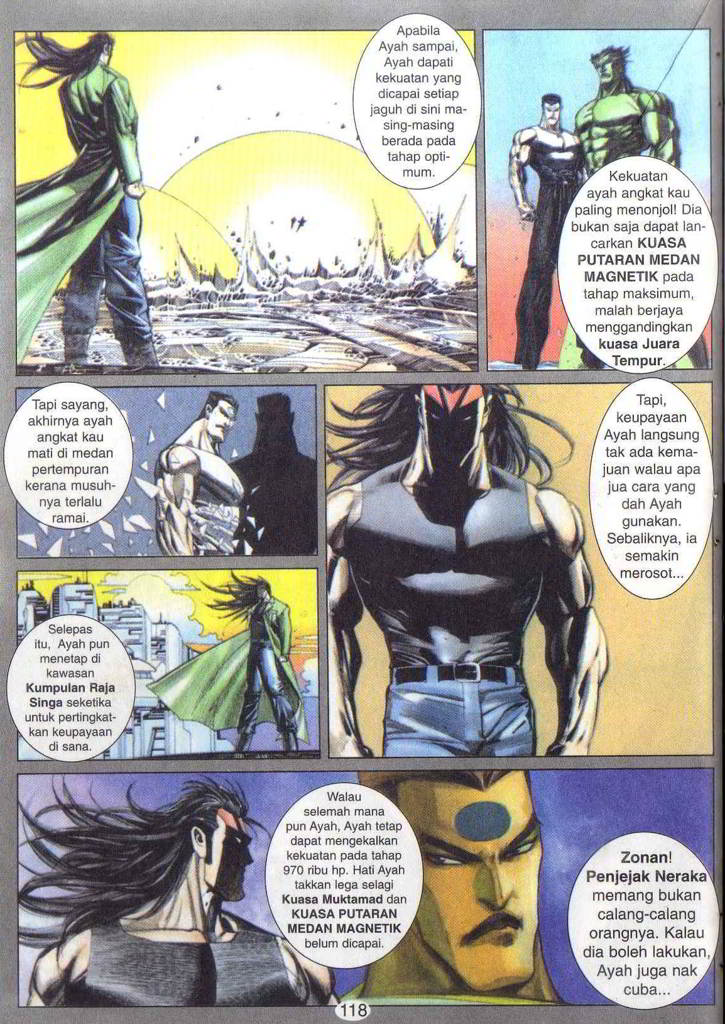 Apabila
Ayah sampai,
Ayah dapati
kekuatan yang
dicapai setiap
jaguh di sini ma-
sing-masing
berada pada
tahap opti-
mum.
Kekuatan
ayah angkat kau
paling menonjol! Dia
bukan saja dapat lan-
carkan KUASA
PUTARAN MEDAN
MAGNETIK pada
tahap maksimum,
malah berjaya
menggandingkan
kuasa Juara
Tempur.
Tapi sayang,
akhirnya ayah
angkat kau
mati di medan
pertempuran
kerana musuh-
nya terlalu
ramai.
Tapi,
keupayaan
Ayah langsung
tak ada kema-
juan walau apa
jua cara yang
dah Ayah
gunakan.
Sebaliknya, ia
semakin
merosot...
Selepas
itu, Ayah pun
menetap di
kawasan
Kumpulan Raja
Singa seketika
untuk pertingkat-
kan keupayaan
di sana.
Walau
selemah mana
pun Ayah, Ayah tetap
dapat mengekalkan
kekuatan pada tahap
970 ribu hp. Hati Ayah
takkan lega selagi
Kuasa Muktamad dan
KUASA PUTARAN
MEDAN MAGNETIK
belum dicapai.
Zonan!
Penjejak Neraka
memang bukan
calang-calang
orangnya. Kalau
dia boleh lakukan,
Ayah juga nak
cuba...
118